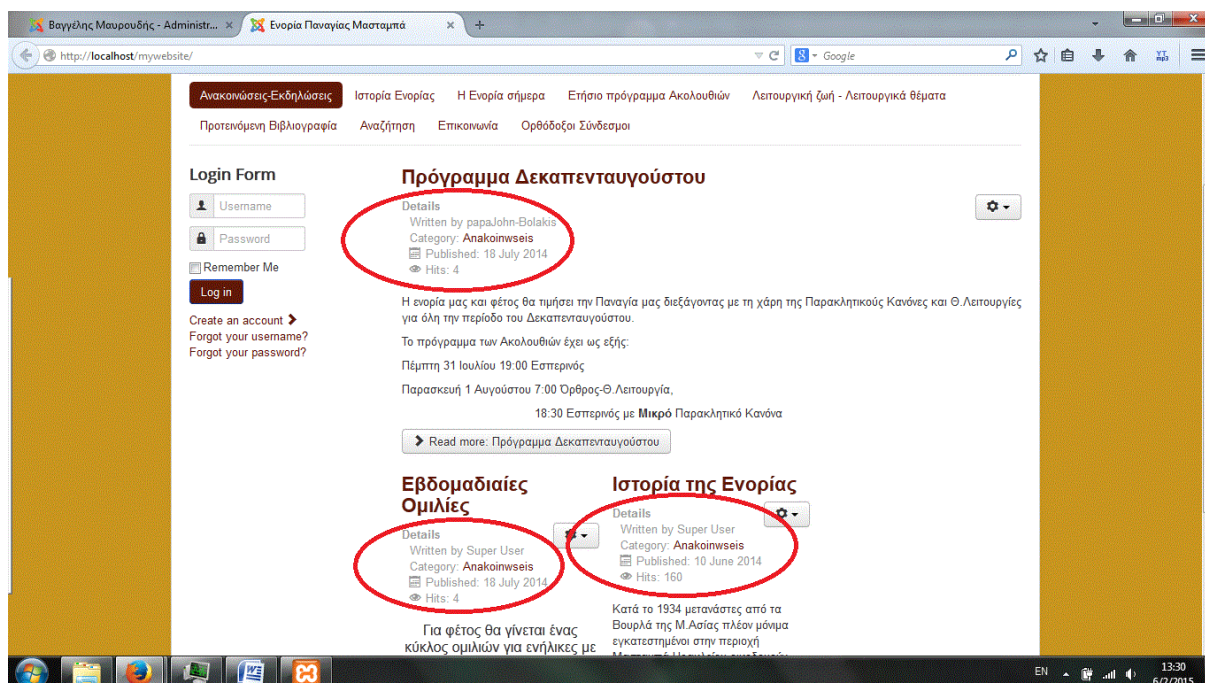 Βαγγέλης Μαυρουδής - Administr...
Ενορία Παναγίας Μασταμπά
http://localhost/mywebsite/
Google
Ανακοινώσεις-Εκδηλώσεις Ιστορία Ενορίας Η Ενορία σήμερα Ετήσιο πρόγραμμα Ακολουθιών Λειτουργική ζωή - Λειτουργικά θέματα
Προτεινόμενη Βιβλιογραφία Αναζήτηση Επικοινωνία Ορθόδοξοι Σύνδεσμοι
Login Form
Username
Password
Remember Me
Log in
Create an account
Forgot your username?
Forgot your password?
Πρόγραμμα Δεκαπενταυγούστου
Details
Written by papaJohn-Bolakis
Category: Anakoinwseis
Published: 18 July 2014
Hits: 4
Η ενορία μας και φέτος θα τιμήσει την Παναγία μας διεξάγοντας με τη χάρη της Παρακλητικούς Κανόνες και Θ.Λειτουργίες
για όλη την περίοδο του Δεκαπενταυγούστου.
Το πρόγραμμα των Ακολουθιών έχει ως εξής:
Πέμπτη 31 Ιουλίου 19:00 Εσπερινός
Παρασκευή 1 Αυγούστου 7:00 Όρθρος-Θ.Λειτουργία,
18:30 Εσπερινός με Μικρό Παρακλητικό Κανόνα
Read more: Πρόγραμμα Δεκαπενταυγούστου
Εβδομαδιαίες
Ομιλίες
Details
Written by Super User
Category: Anakoinwseis
Published: 18 July 2014
Hits: 4
Για φέτος θα γίνεται ένας
κύκλος ομιλιών για ενήλικες με
Ιστορία της Ενορίας
Details
Written by Super User
Category: Anakoinwseis
Published: 10 June 2014
Hits: 160
Κατά το 1934 μετανάστες από τα
Βουρλά της Μ.Ασίας πλέον μόνιμα
εγκατεστημένοι στην περιοχή
EN
13:30
6/2/2015